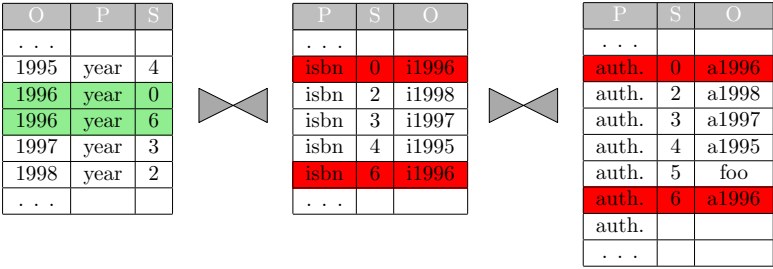 O P S
. . .
1995 year 4
1996 year 0
1996 year 6
1997 year 3
1998 year 2
. . .
P S O
. . .
isbn 0 i1996
isbn 2 i1998
isbn 3 i1997
isbn 4 i1995
isbn 6 i1996
. . .
P S O
. . .
auth. 0 a1996
auth. 2 a1998
auth. 3 a1997
auth. 4 a1995
auth. 5 foo
auth. 6 a1996
auth.
. . .